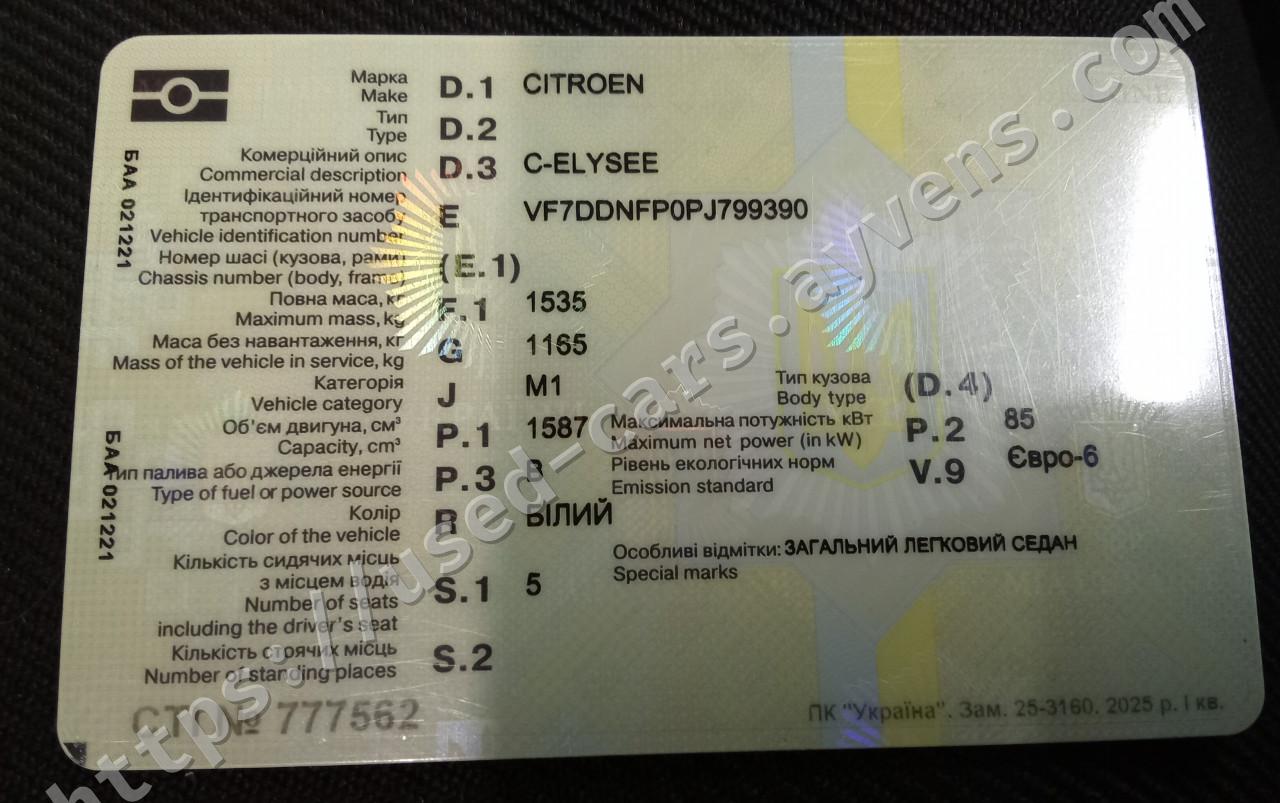 Марка
Make D.1 CITROEN
Тип
Type D.2
Комерційний опис
Commercial description D.3 C-ELYSEE
Ідентифікаційний номер
транспортного засобу E VF7DDNFP0PJ799390
Vehicle identification number
Номер шасі (кузова, рами)
Chassis number (body, frame) (E.1)
Повна маса, кг
Maximum mass, kg F.1 1535
Маса без навантаження, кг
Mass of the vehicle in service, kg G 1165
Категорія
Vehicle category J M1
Тип кузова
Body type (D.4)
Об'єм двигуна, см³
Capacity, cm³ P.1 1587
Максимальна потужність кВт
Maximum net power (in kW) P.2 85
Тип палива або джерела енергії
Type of fuel or power source P.3 B
Рівень екологічних норм
Emission standard V.9 Євро-6
Колір
Color of the vehicle R БІЛИЙ
Особливі відмітки: ЗАГАЛЬНИЙ ЛЕГКОВИЙ СЕДАН
Special marks
Кількість сидячих місць
з місцем водія
Number of seats S.1 5
including the driver's seat
Кількість стоячих місць
Number of standing places S.2
СТО № 777562
ПК "Україна". Зам. 25-3160. 2025 р. І кв.
БАА 021221
БАА 021221
https://used-cars.ayvens.com